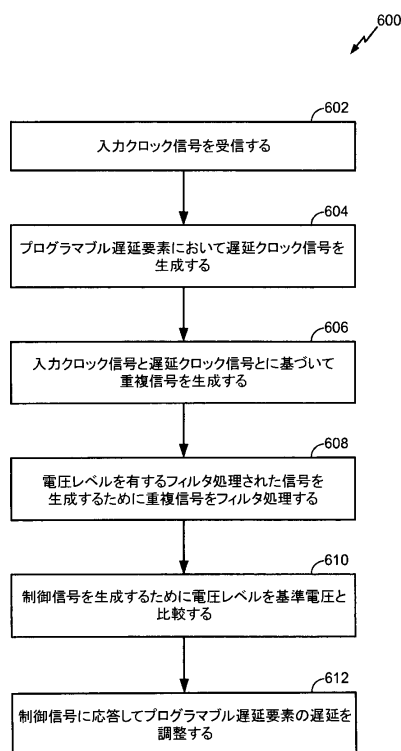 600
602
入力クロック信号を受信する
604
プログラマブル遅延要素において遅延クロック信号を
生成する
606
入力クロック信号と遅延クロック信号とに基づいて
重複信号を生成する
608
電圧レベルを有するフィルタ処理された信号を
生成するために重複信号をフィルタ処理する
610
制御信号を生成するために電圧レベルを基準電圧と
比較する
612
制御信号に応答してプログラマブル遅延要素の遅延を
調整する